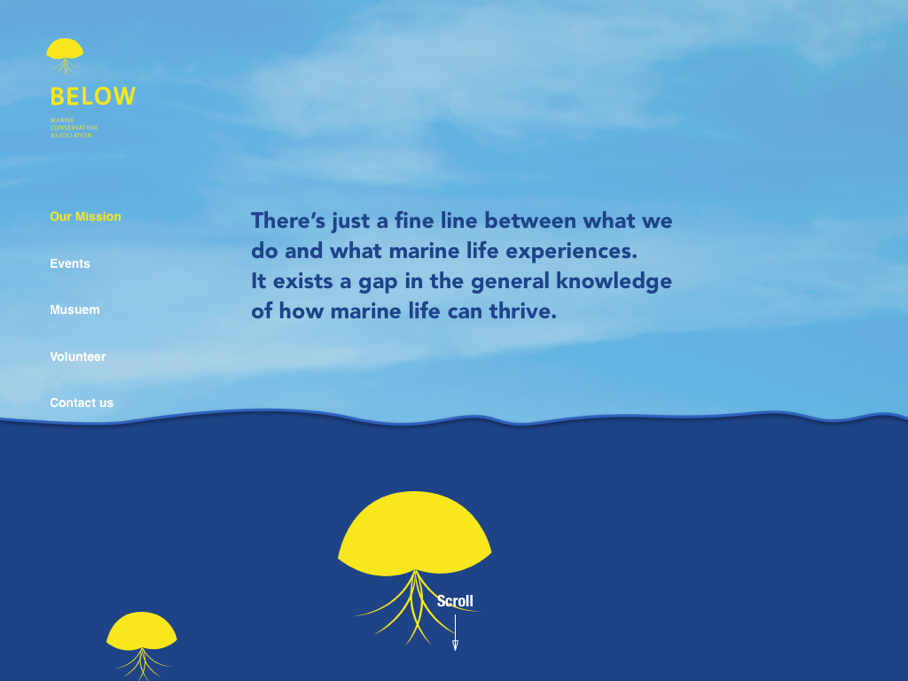 BELOW
MARINE
CONSERVATION
ASSOCIATION
Our Mission
Events
Musuem
Volunteer
Contact us
There's just a fine line between what we
do and what marine life experiences.
It exists a gap in the general knowledge
of how marine life can thrive.
Scroll